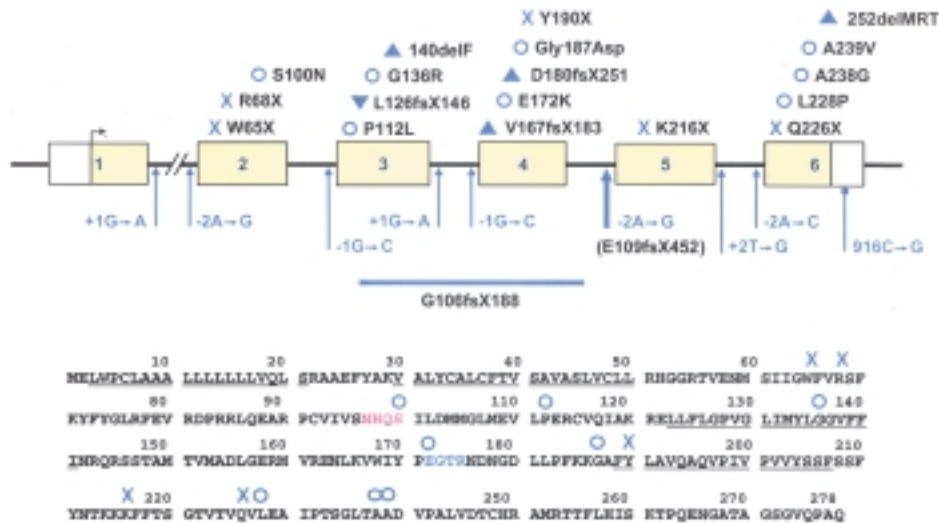 Y190X 252delMRT
140delF Gly187Asp A239V
S100N G136R D180fsX251 A238G
R68X L126fsX146 E172K L228P
W65X P112L V167fsX183 K216X Q226X
1 2 3 4 5 6
+1G→A -2A→G +1G→A -1G→C -2A→G -2A→C
-1G→C (E109fsX452) +2T→G 916C→G
G106fsX188
10 20 30 40 50 60
MELWPCLAAA LLLLLLLVQL SRAAEFYAKV ALYCALCFTV SAVASLVCLL RHGGRTVENM SIIGWFVRSF
80 90 110 120 130 140
KYFYGLRFEV RDPRRLQEAR PCVIVSNHQS ILDMMGLMEV LPERCVQIAK RELLFLGPVG LIMYLGGVFF
150 160 170 180 200 210
INRQRSSTAM TVMADLGERM VRENLKVWIY PEGTRNDNGD LLPFKKGAFY LAVQAQVPIV PVVYSSFSSF
220 230 250 260 270 278
YNTKKKFFTS GTVTVQVLEA IPTSGLTAAD VPALVDTCHR AMRTTFLHIS KTPQENGATA GSGVQPAQ